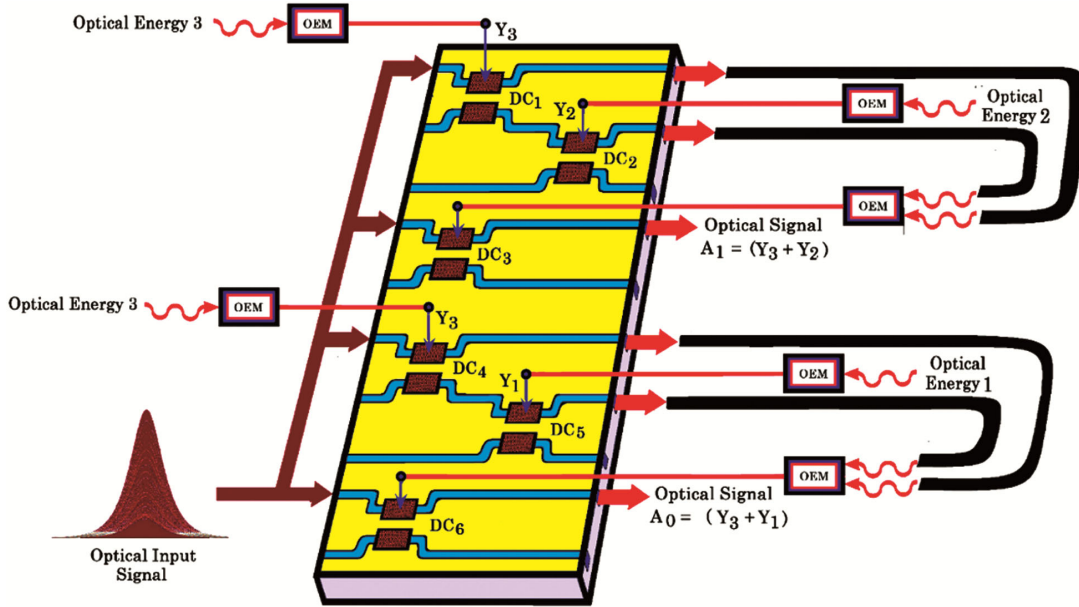 Optical Energy 3
OEM
Y3
DC1
Y2
OEM
Optical
Energy 2
DC2
OEM
DC3
Optical Signal
A1 = (Y3 + Y2)
Optical Energy 3
OEM
Y3
DC4
Y1
OEM
Optical
Energy 1
DC5
OEM
DC6
Optical Signal
A0 = (Y3 + Y1)
Optical Input
Signal